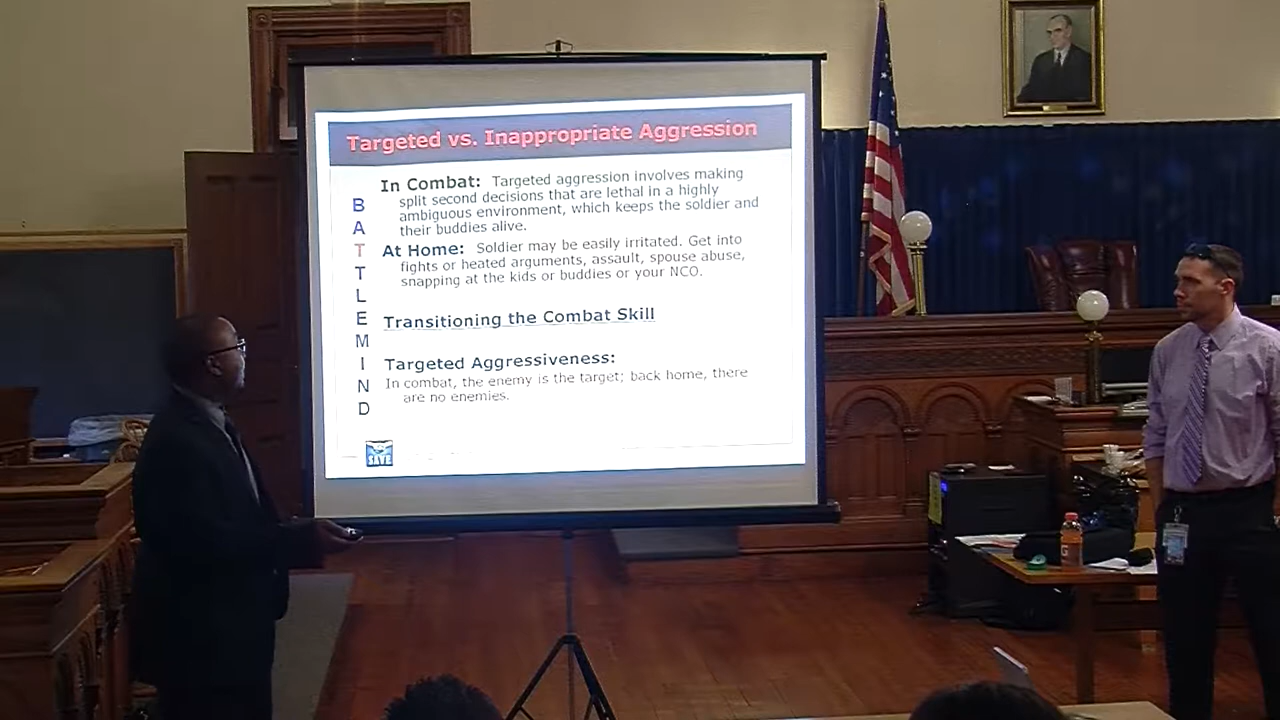 Targeted vs. Inappropriate Aggression
In Combat: Targeted aggression involves making
split second decisions that are lethal in a highly
ambiguous environment, which keeps the soldier and
their buddies alive.
At Home: Soldier may be easily irritated. Get into
fights or heated arguments, assault, spouse abuse,
snapping at the kids or buddies or your NCO.
Transitioning the Combat Skill
Targeted Aggressiveness:
In combat, the enemy is the target; back home, there
are no enemies.
B
A
T
T
L
E
M
I
N
D
SAVE